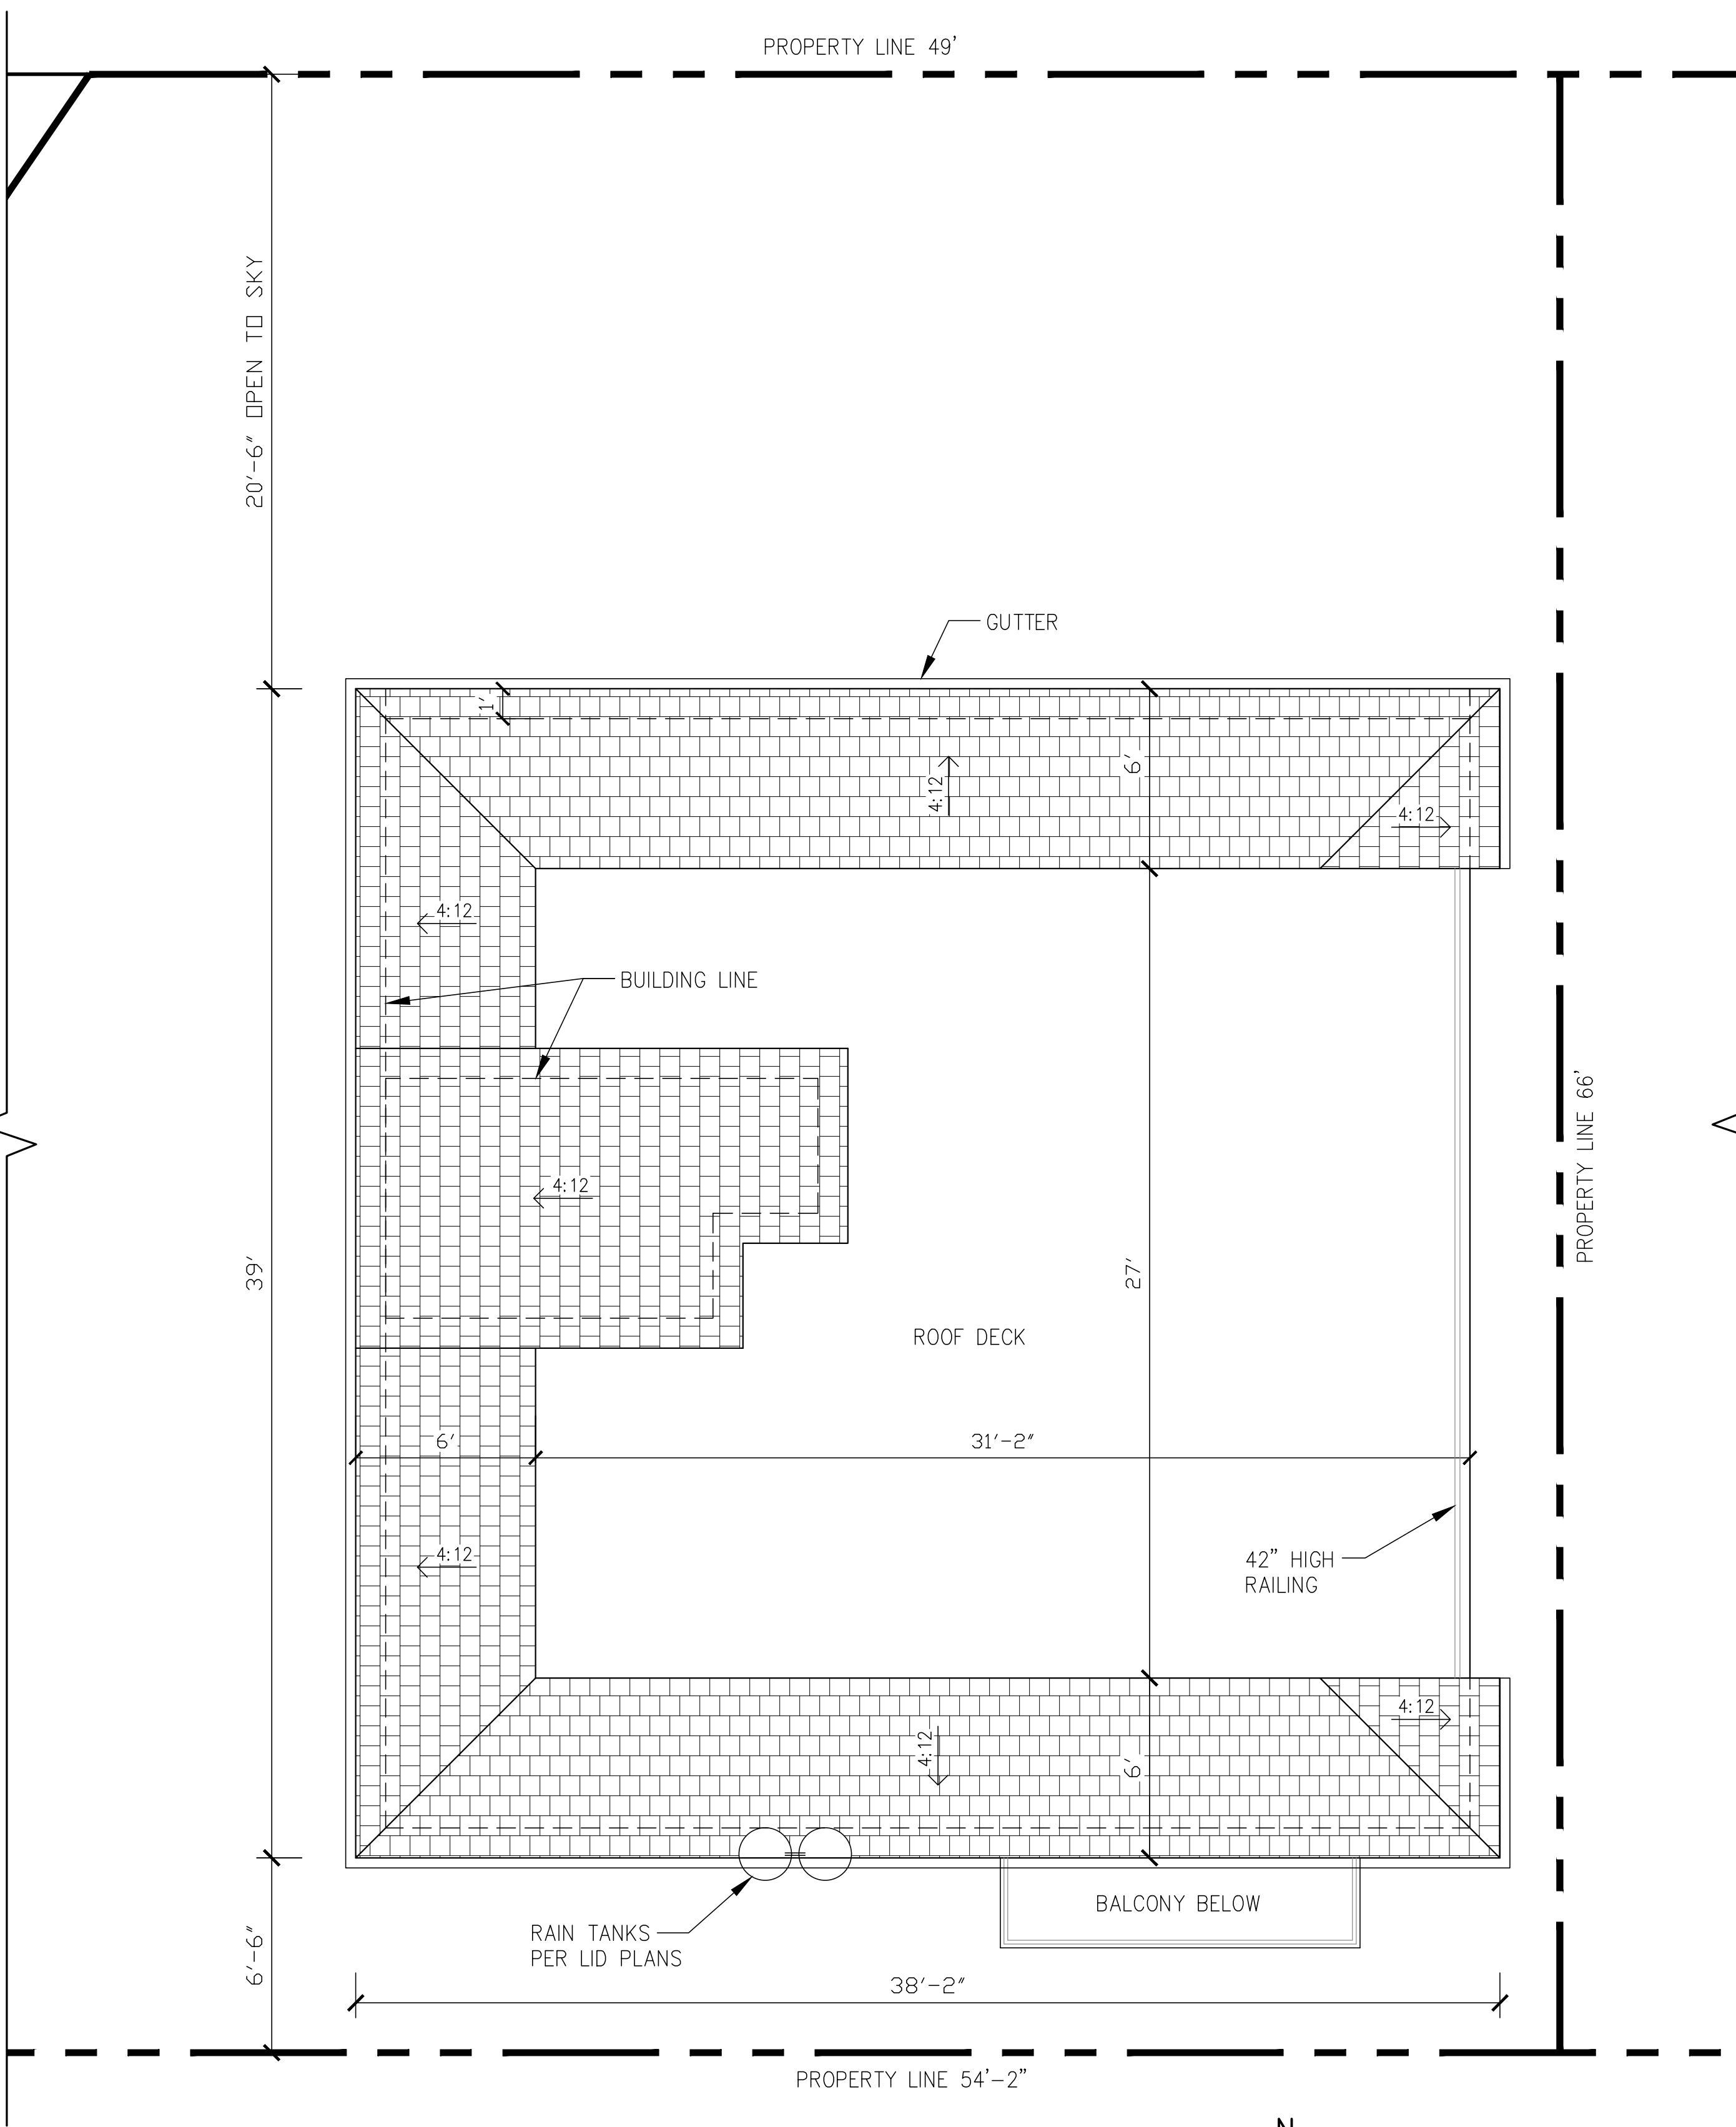 PROPERTY LINE 49'
20'-6" OPEN TO SKY
GUTTER
1'
6'
4:12
4:12
4:12
BUILDING LINE
PROPERTY LINE 66'
4:12
39'
27'
ROOF DECK
6'
31'-2"
4:12
42" HIGH
RAILING
4:12
4:12
6'
BALCONY BELOW
RAIN TANKS
PER LID PLANS
6'-6"
38'-2"
PROPERTY LINE 54'-2"
N